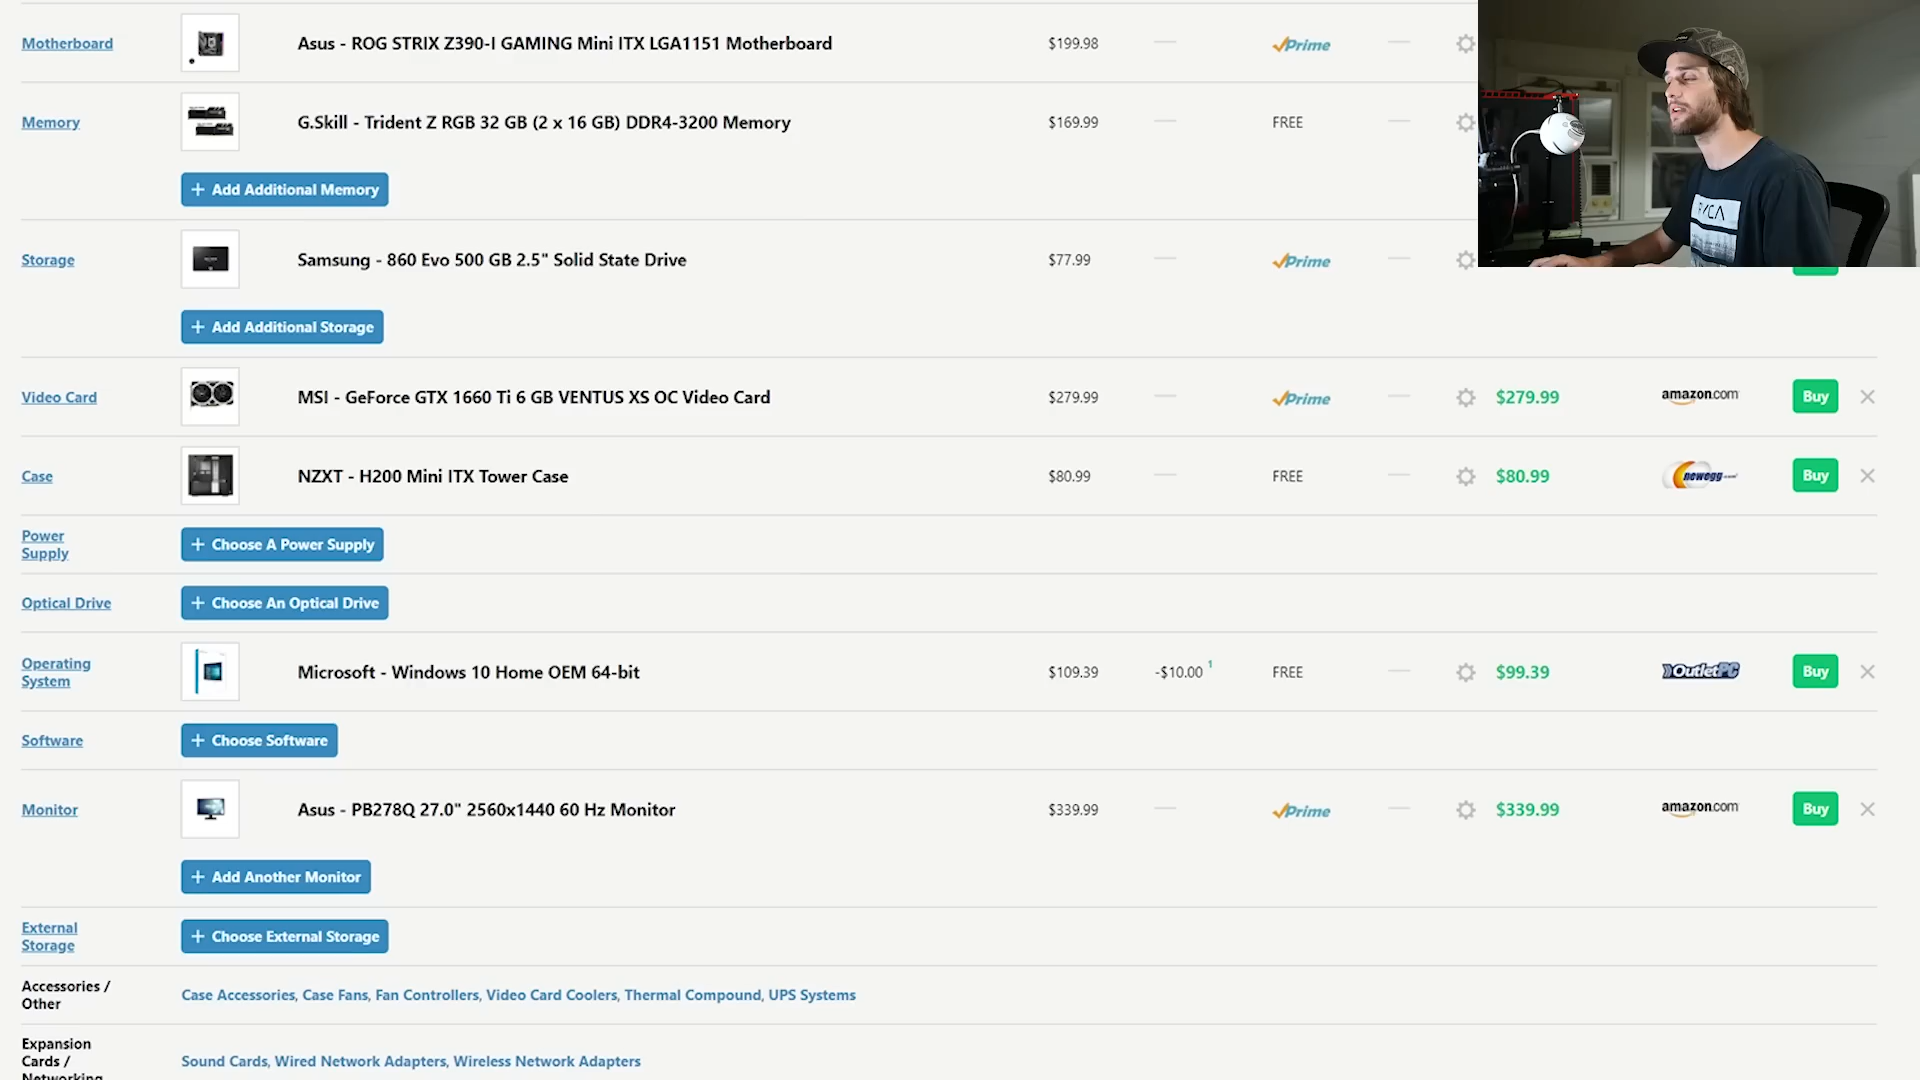 Motherboard
Asus - ROG STRIX Z390-I GAMING Mini ITX LGA1151 Motherboard
$199.98
Prime
Memory
G.Skill - Trident Z RGB 32 GB (2 x 16 GB) DDR4-3200 Memory
$169.99
FREE
+ Add Additional Memory
RVCA
Storage
Samsung - 860 Evo 500 GB 2.5" Solid State Drive
$77.99
Prime
+ Add Additional Storage
Video Card
MSI - GeForce GTX 1660 Ti 6 GB VENTUS XS OC Video Card
$279.99
Prime
$279.99
amazon.com
Buy
Case
NZXT - H200 Mini ITX Tower Case
$80.99
FREE
$80.99
newegg.com
Buy
Power
Supply
+ Choose A Power Supply
Optical Drive
+ Choose An Optical Drive
Operating
System
Microsoft - Windows 10 Home OEM 64-bit
$109.39
-$10.00 1
FREE
$99.39
OutletPC
Buy
Software
+ Choose Software
Monitor
Asus - PB278Q 27.0" 2560x1440 60 Hz Monitor
$339.99
Prime
$339.99
amazon.com
Buy
+ Add Another Monitor
External
Storage
+ Choose External Storage
Accessories /
Other
Case Accessories, Case Fans, Fan Controllers, Video Card Coolers, Thermal Compound, UPS Systems
Expansion
Cards /
Networking
Sound Cards, Wired Network Adapters, Wireless Network Adapters